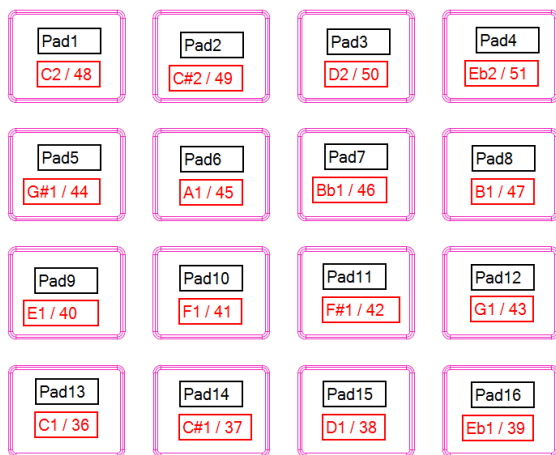 Pad1
C2 / 48
Pad2
C#2 / 49
Pad3
D2 / 50
Pad4
Eb2 / 51
Pad5
G#1 / 44
Pad6
A1 / 45
Pad7
Bb1 / 46
Pad8
B1 / 47
Pad9
E1 / 40
Pad10
F1 / 41
Pad11
F#1 / 42
Pad12
G1 / 43
Pad13
C1 / 36
Pad14
C#1 / 37
Pad15
D1 / 38
Pad16
Eb1 / 39